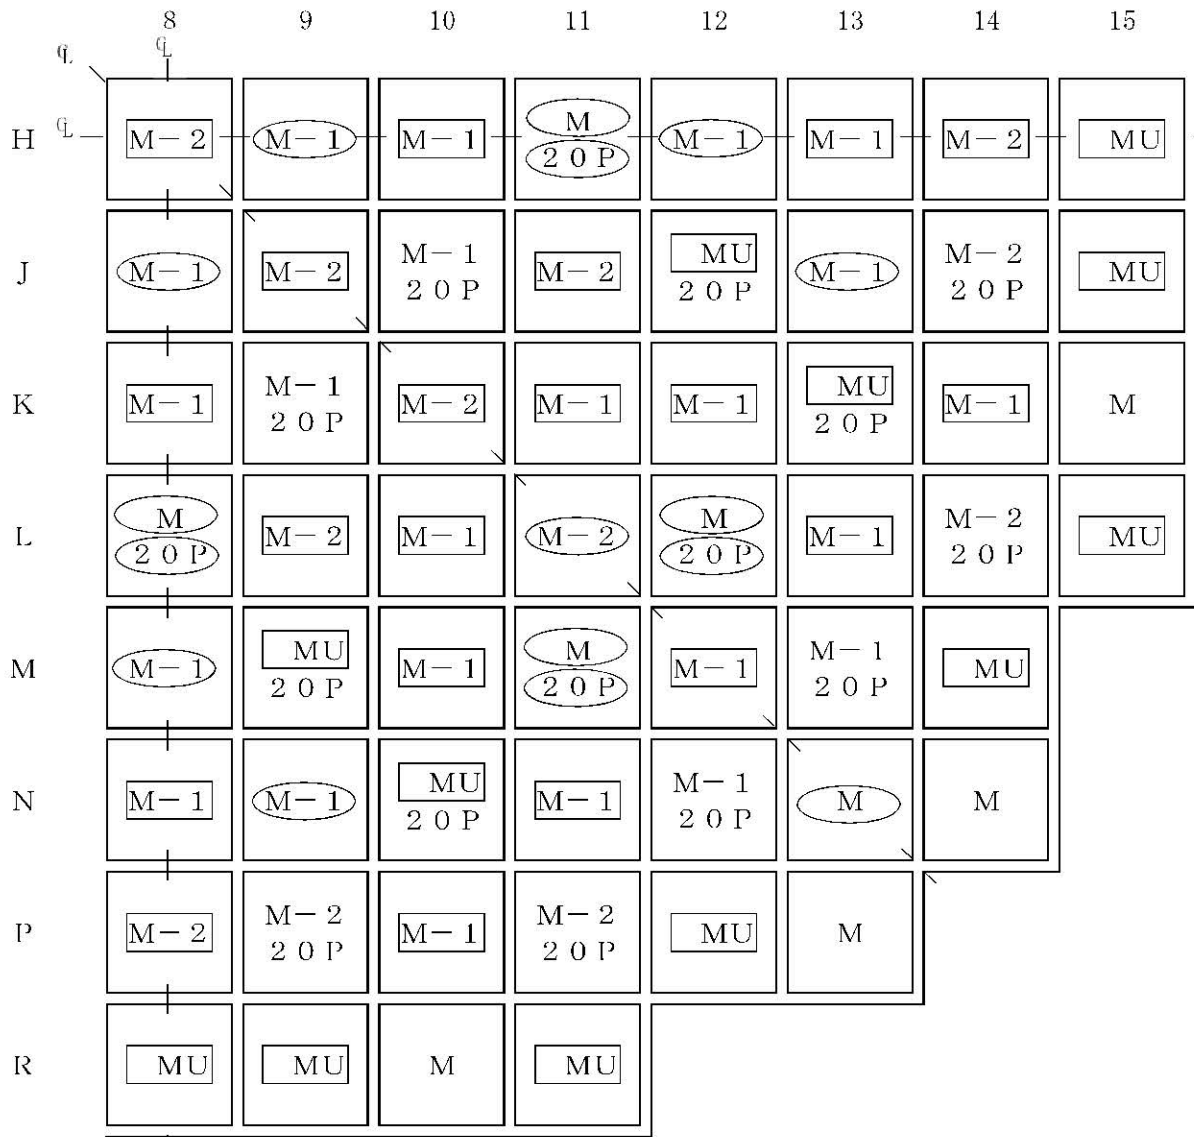 8 9 10 11 12 13 14 15
℄ ℄
H ℄ M-2 M-1 M-1 M M-1 M-1 M-2 MU
20P
J M-1 M-2 M-1 M-2 MU M-1 M-2 MU
20P 20P 20P
K M-1 M-1 M-2 M-1 M-1 MU M-1 M
20P 20P
L M M-2 M-1 M-2 M M-1 M-2 MU
20P 20P 20P
M M-1 MU M-1 M M-1 M-1 MU
20P 20P 20P
N M-1 M-1 MU M-1 M-1 M M
20P 20P
P M-2 M-2 M-1 M-2 MU M
20P 20P
R MU MU M MU